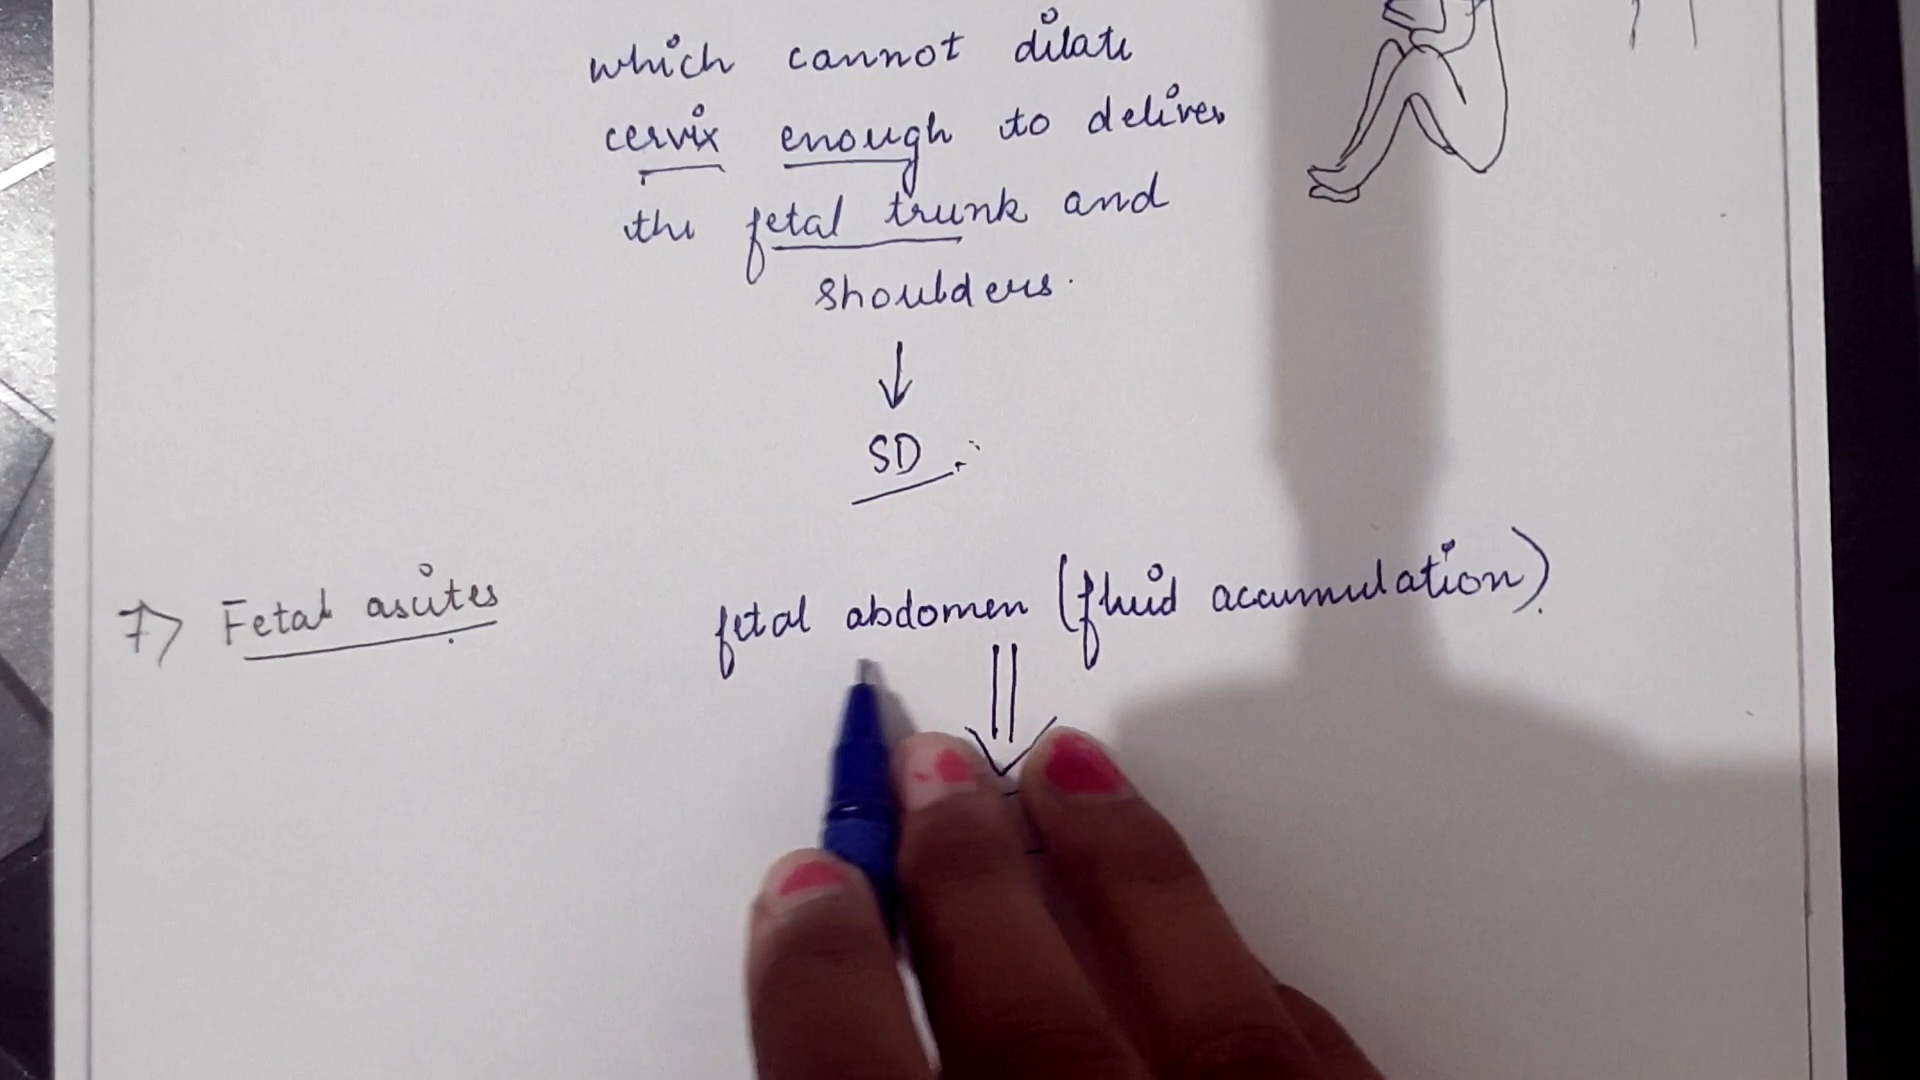 which cannot dilate
cervix enough to deliver
the fetal trunk and
shoulders.
SD
7) Fetal ascites
fetal abdomen (fluid accumulation).